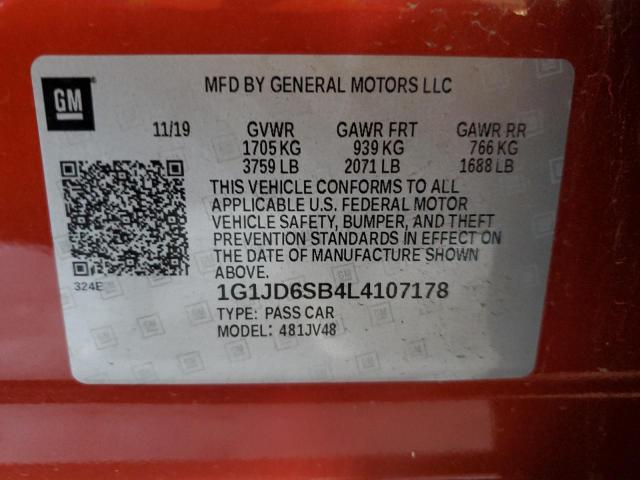 GM
MFD BY GENERAL MOTORS LLC
11/19 GVWR GAWR FRT GAWR RR
1705 KG 939 KG 766 KG
3759 LB 2071 LB 1688 LB
THIS VEHICLE CONFORMS TO ALL
APPLICABLE U.S. FEDERAL MOTOR
VEHICLE SAFETY, BUMPER, AND THEFT
PREVENTION STANDARDS IN EFFECT ON
THE DATE OF MANUFACTURE SHOWN
ABOVE.
324E
1G1JD6SB4L4107178
TYPE: PASS CAR
MODEL: 481JV48